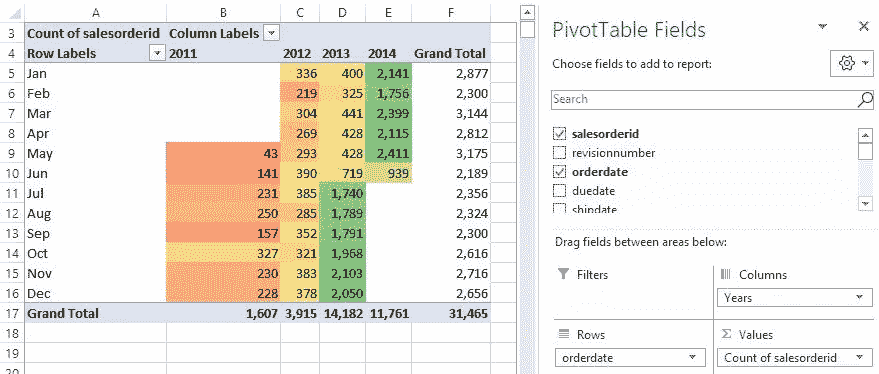 A B C D E F
3 Count of salesorderid Column Labels
4 Row Labels 2011 2012 2013 2014 Grand Total
5 Jan 336 400 2,141 2,877
6 Feb 219 325 1,756 2,300
7 Mar 304 441 2,399 3,144
8 Apr 269 428 2,115 2,812
9 May 43 293 428 2,411 3,175
10 Jun 141 390 719 939 2,189
11 Jul 231 385 1,740 2,356
12 Aug 250 285 1,789 2,324
13 Sep 157 352 1,791 2,300
14 Oct 327 321 1,968 2,616
15 Nov 230 383 2,103 2,716
16 Dec 228 378 2,050 2,656
17 Grand Total 1,607 3,915 14,182 11,761 31,465
18
19
20
PivotTable Fields
Choose fields to add to report:
Search
salesorderid
revisionnumber
orderdate
duedate
shipdate
Drag fields between areas below:
Filters
Columns
Years
Rows
orderdate
Σ Values
Count of salesorderid